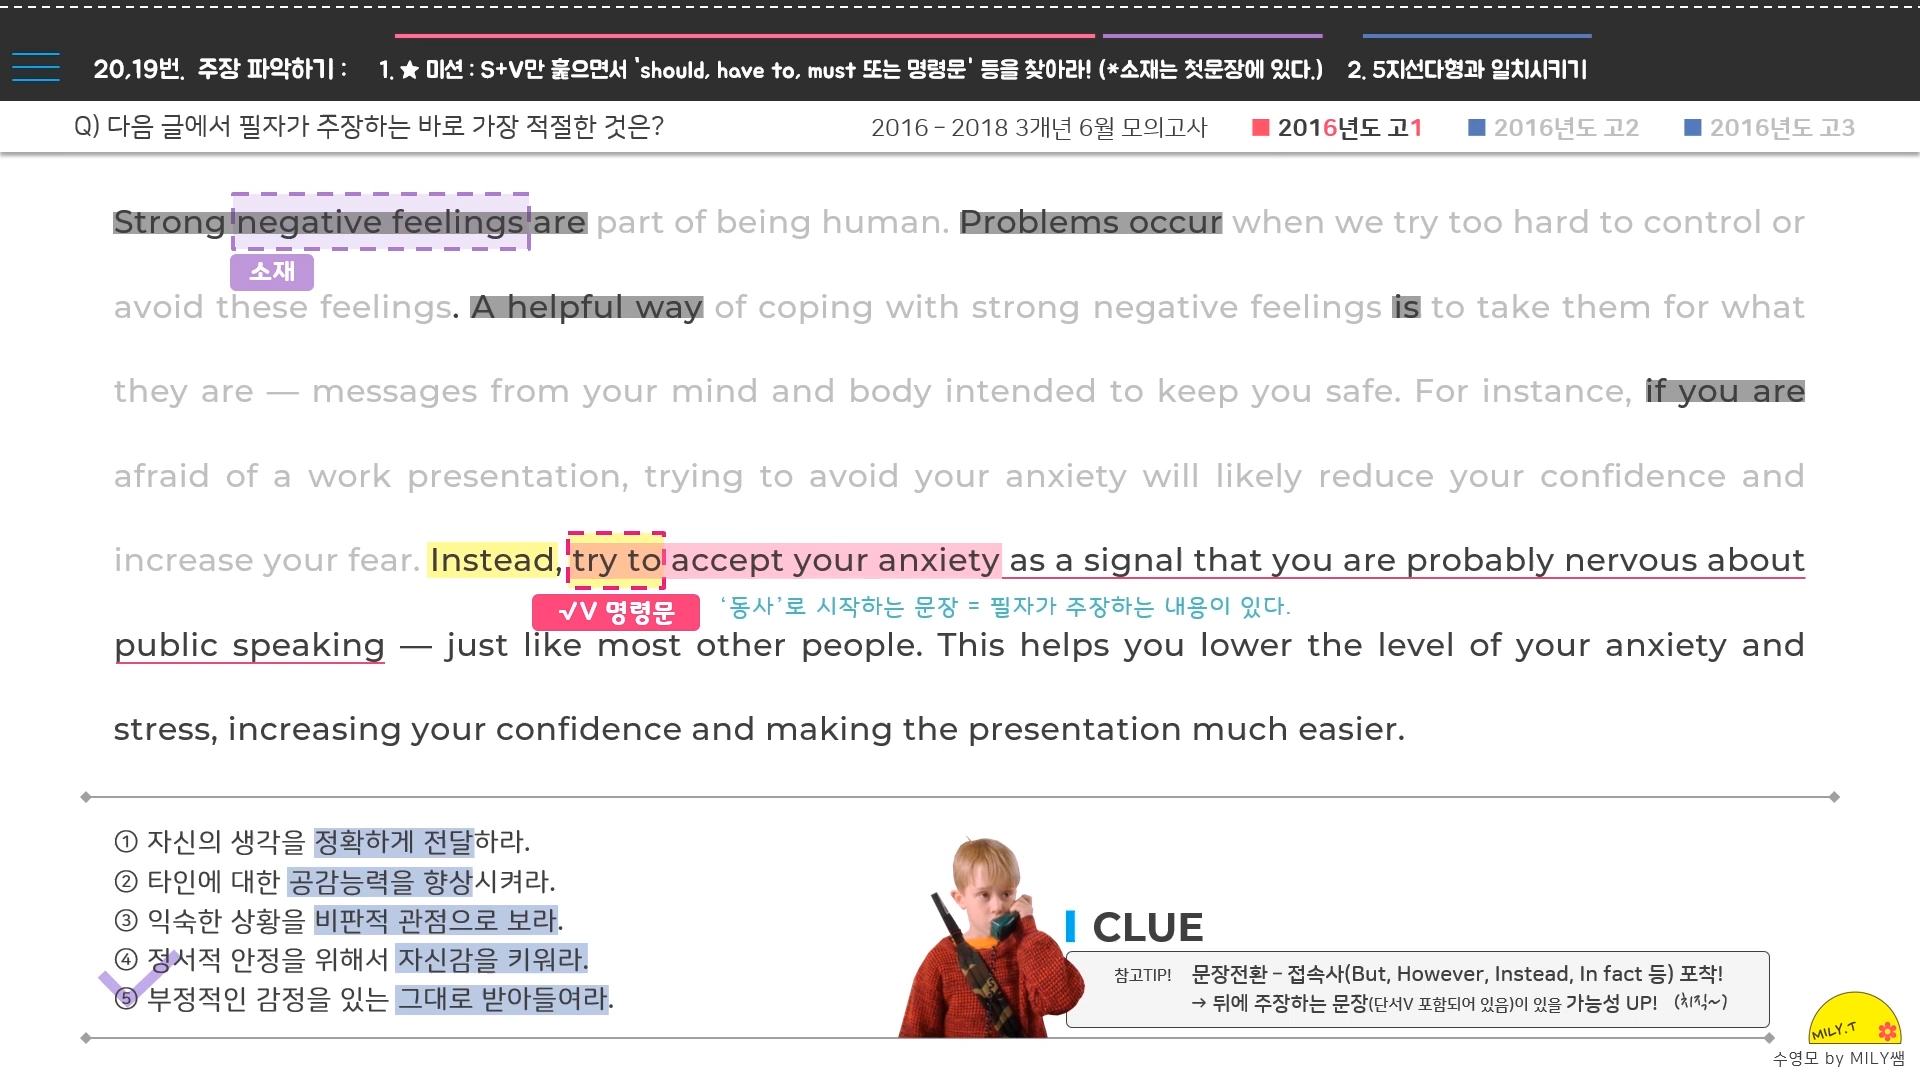 20,19번. 주장 파악하기 : 1. ★ 미션 : S+V만 훑으면서 'should, have to, must 또는 명령문' 등을 찾아라! (*소재는 첫문장에 있다.) 2. 5지선다형과 일치시키기
Q) 다음 글에서 필자가 주장하는 바로 가장 적절한 것은? 2016 – 2018 3개년 6월 모의고사 ■ 2016년도 고1 ■ 2016년도 고2 ■ 2016년도 고3
Strong negative feelings are part of being human. Problems occur when we try too hard to control or
소재
avoid these feelings. A helpful way of coping with strong negative feelings is to take them for what
they are — messages from your mind and body intended to keep you safe. For instance, if you are
afraid of a work presentation, trying to avoid your anxiety will likely reduce your confidence and
increase your fear. Instead, try to accept your anxiety as a signal that you are probably nervous about
√V 명령문 '동사'로 시작하는 문장 = 필자가 주장하는 내용이 있다.
public speaking — just like most other people. This helps you lower the level of your anxiety and
stress, increasing your confidence and making the presentation much easier.
① 자신의 생각을 정확하게 전달하라.
② 타인에 대한 공감능력을 향상시켜라.
③ 익숙한 상황을 비판적 관점으로 보라.
④ 정서적 안정을 위해서 자신감을 키워라.
⑤ 부정적인 감정을 있는 그대로 받아들여라.
CLUE
참고TIP! 문장전환 – 접속사(But, However, Instead, In fact 등) 포착!
→ 뒤에 주장하는 문장(단서V 포함되어 있음)이 있을 가능성 UP! (치직~)
MILY.T
수영모 by MILY쌤